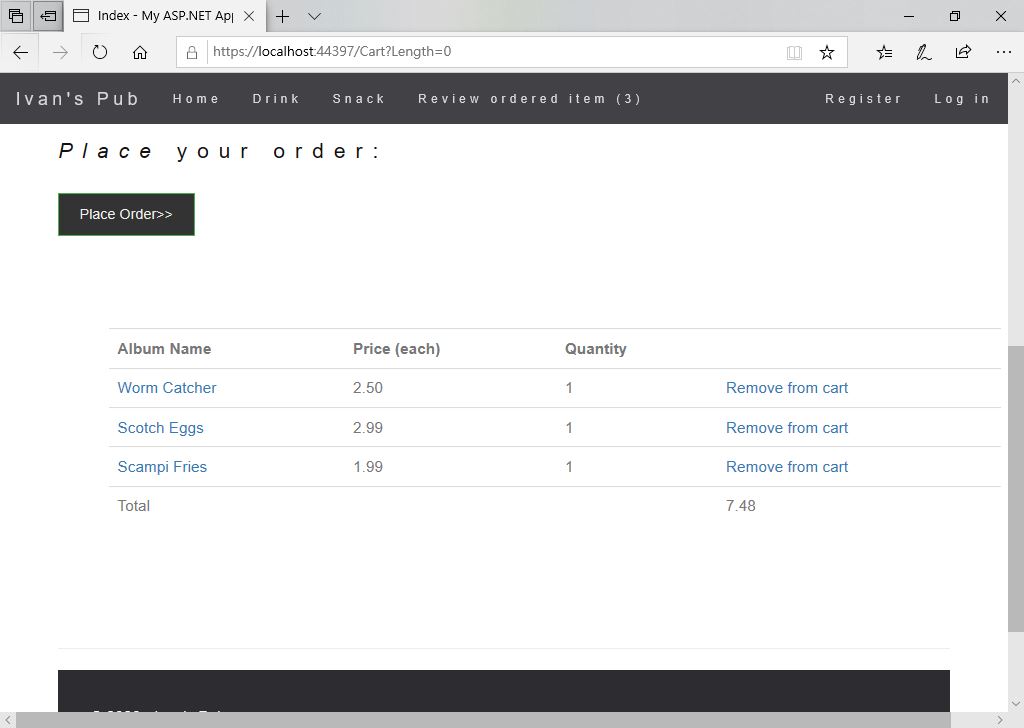 Index - My ASP.NET Ap
https://localhost:44397/Cart?Length=0
Ivan's Pub Home Drink Snack Review ordered item (3) Register Log in
Place your order:
Place Order>>
Album Name Price (each) Quantity
Worm Catcher 2.50 1 Remove from cart
Scotch Eggs 2.99 1 Remove from cart
Scampi Fries 1.99 1 Remove from cart
Total 7.48